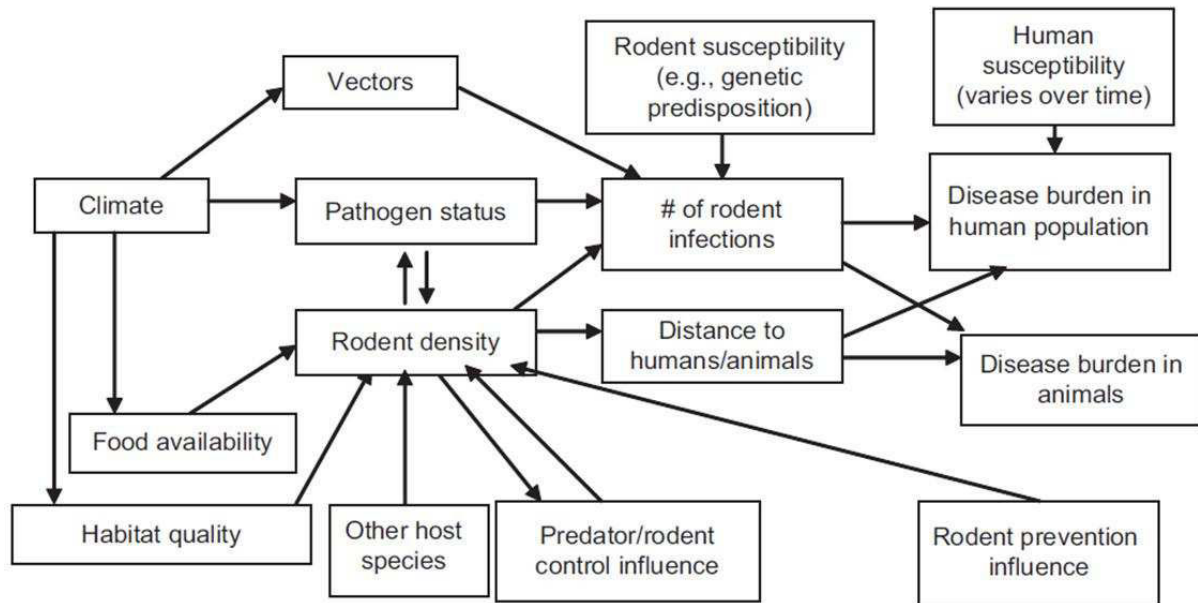 Vectors
Rodent susceptibility
(e.g., genetic
predisposition)
Human
susceptibility
(varies over time)
Climate
Pathogen status
# of rodent
infections
Disease burden in
human population
Rodent density
Distance to
humans/animals
Disease burden in
animals
Food availability
Habitat quality
Other host
species
Predator/rodent
control influence
Rodent prevention
influence